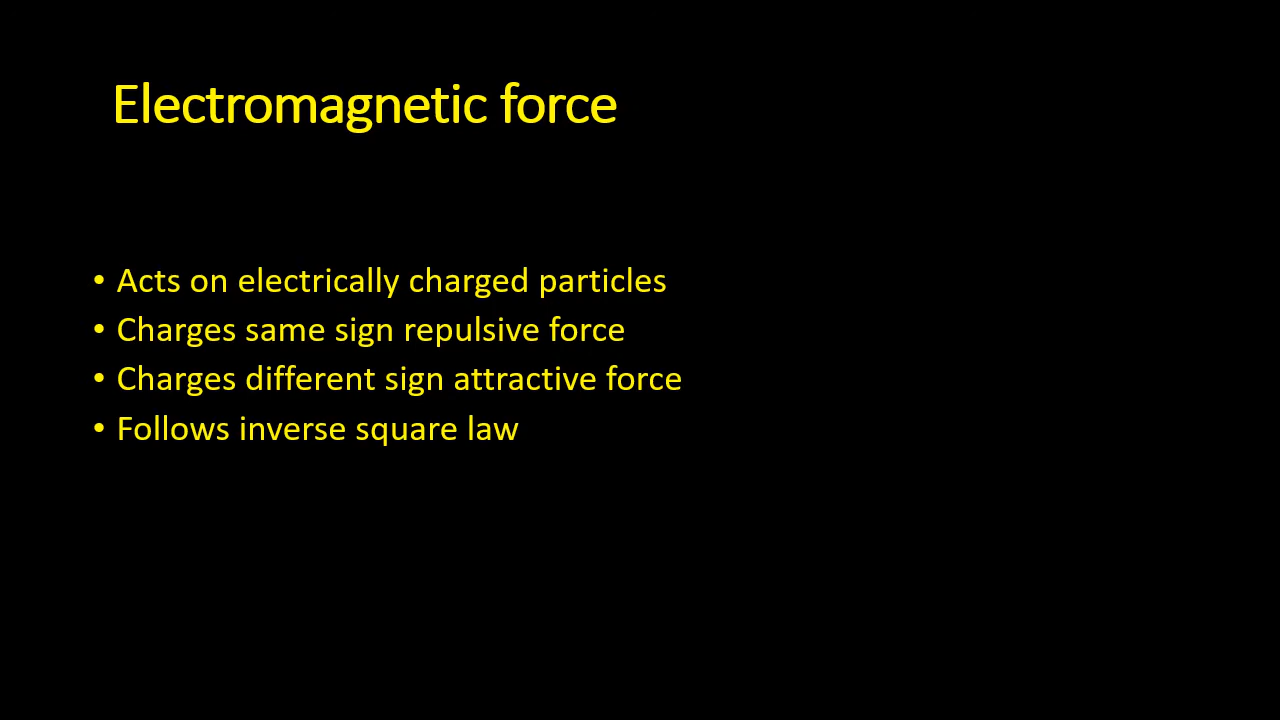 Electromagnetic force
• Acts on electrically charged particles
• Charges same sign repulsive force
• Charges different sign attractive force
• Follows inverse square law